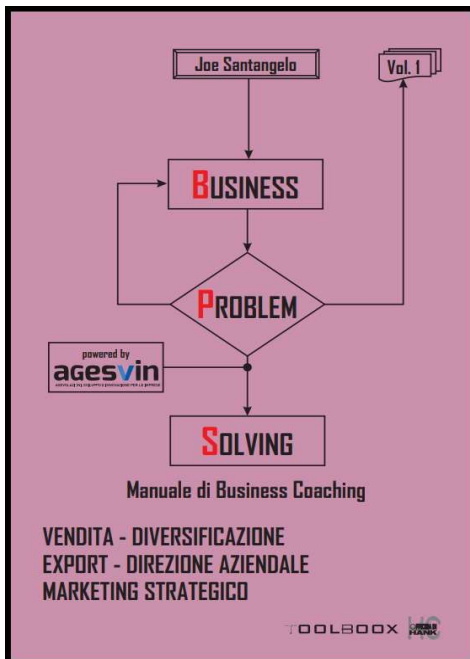 Joe Santangelo
Vol. 1
BUSINESS
PROBLEM
powered by
agesvin
SOLVING
Manuale di Business Coaching
VENDITA - DIVERSIFICAZIONE
EXPORT - DIREZIONE AZIENDALE
MARKETING STRATEGICO
TOOLBOOX HANK